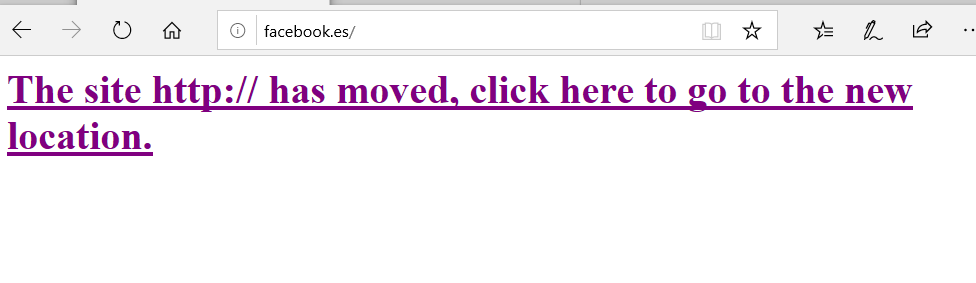 facebook.es/
The site http:// has moved, click here to go to the new
location.